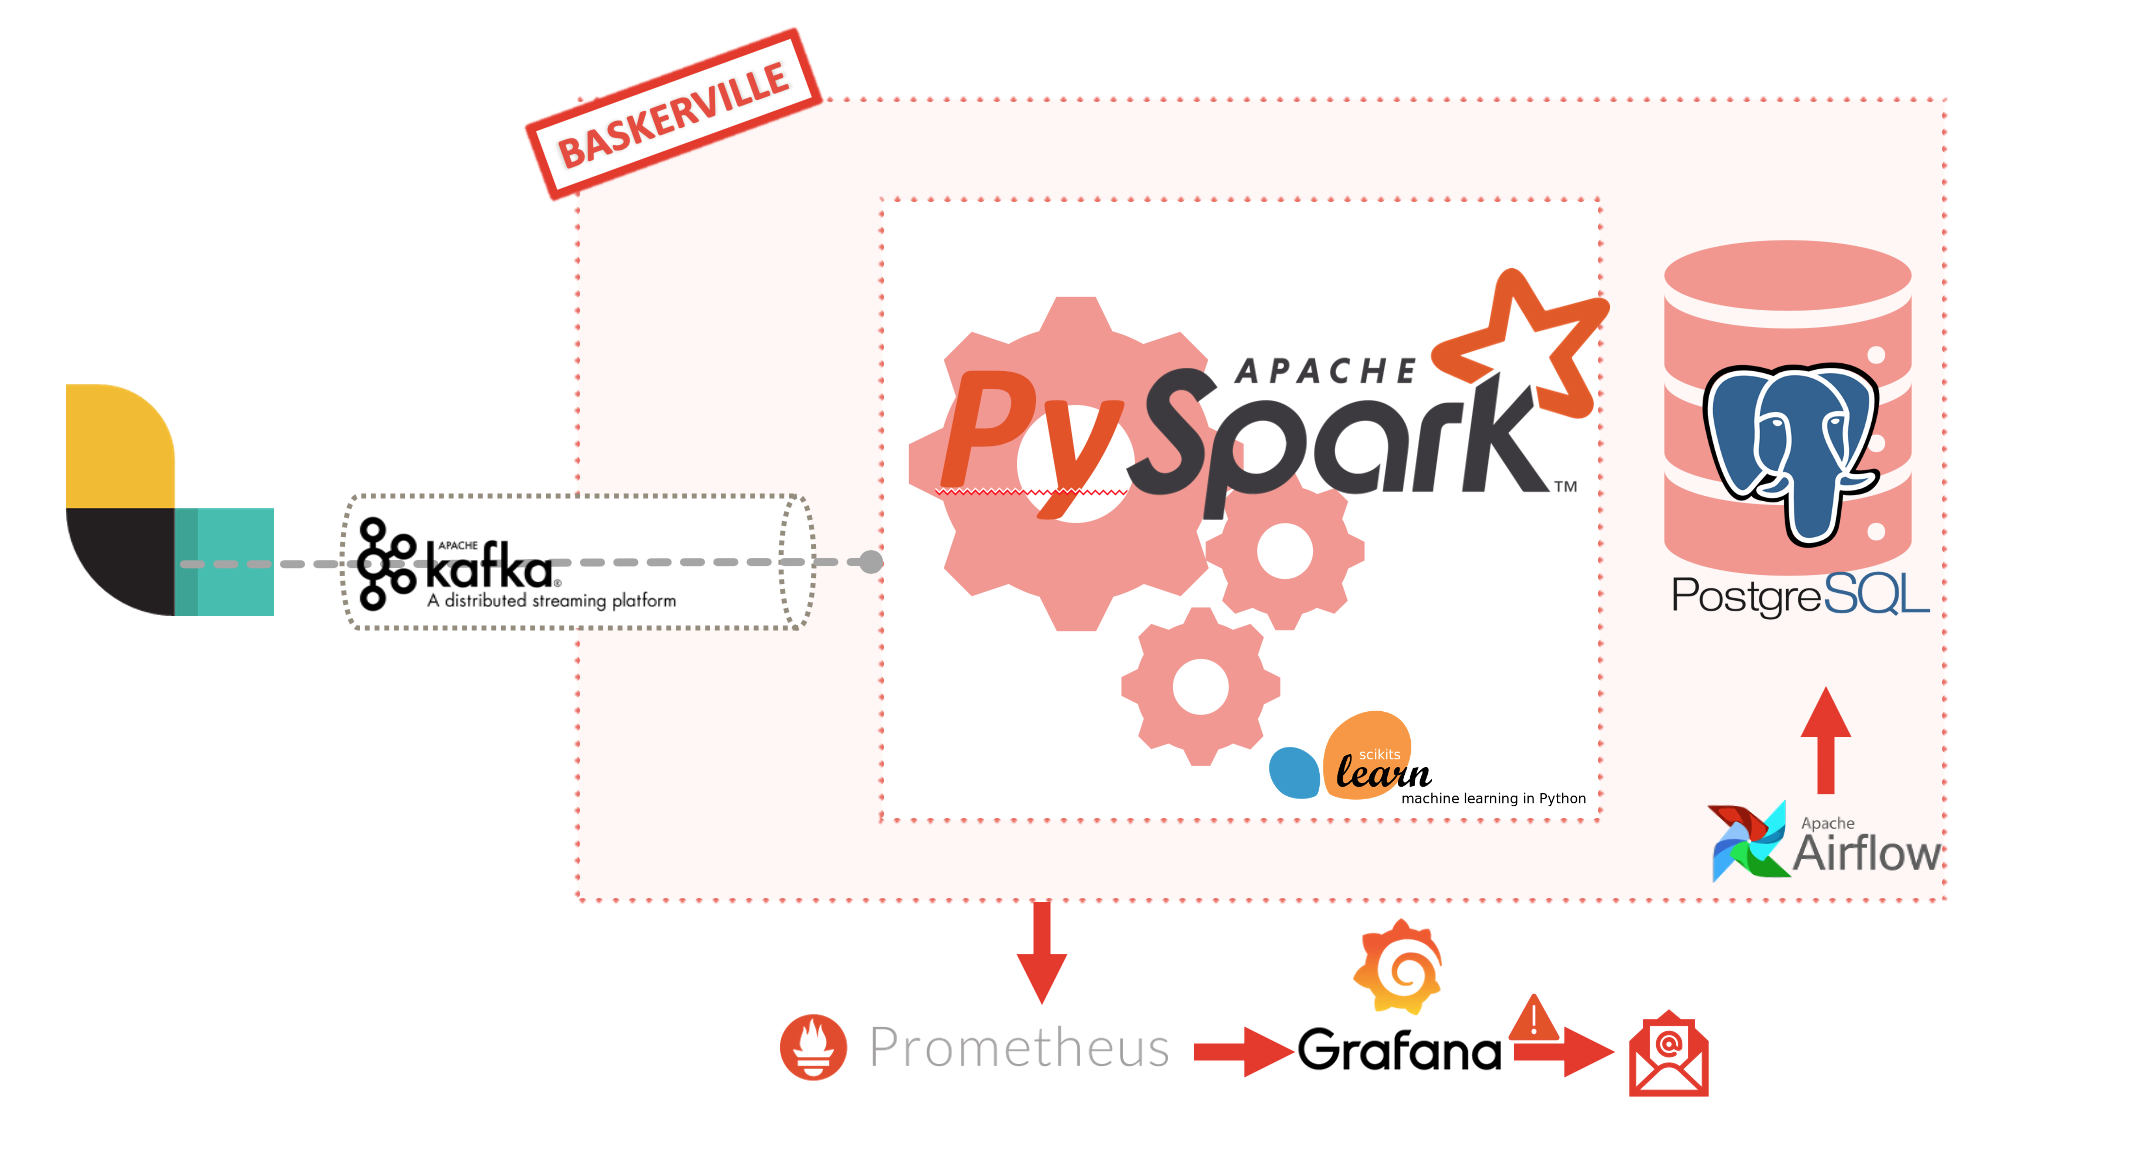 BASKERVILLE
APACHE
PySpark™
APACHE
kafka®
A distributed streaming platform
PostgreSQL
scikits
learn
machine learning in Python
Apache
Airflow
Prometheus
Grafana
!
@